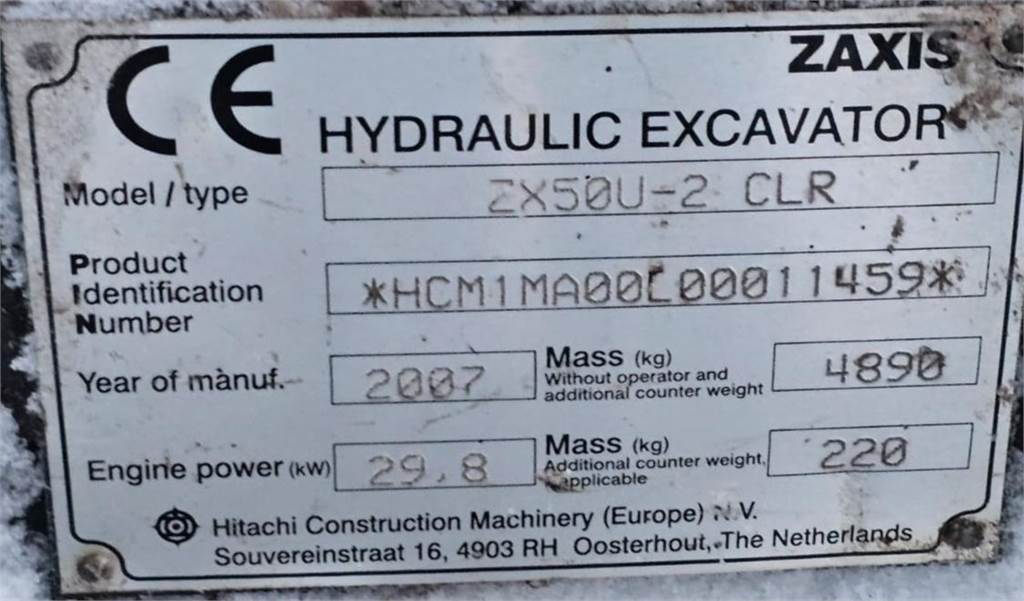 CE ZAXIS
HYDRAULIC EXCAVATOR
Model / type ZX50U-2 CLR
Product
Identification
Number
*HCM1MA00C00011459*
Year of manuf. 2007
Mass (kg)
Without operator and
additional counter weight
4890
Engine power (kW) 29,8
Mass (kg)
Additional counter weight,
applicable
220
Hitachi Construction Machinery (Europe) N.V.
Souvereinstraat 16, 4903 RH Oosterhout, The Netherlands